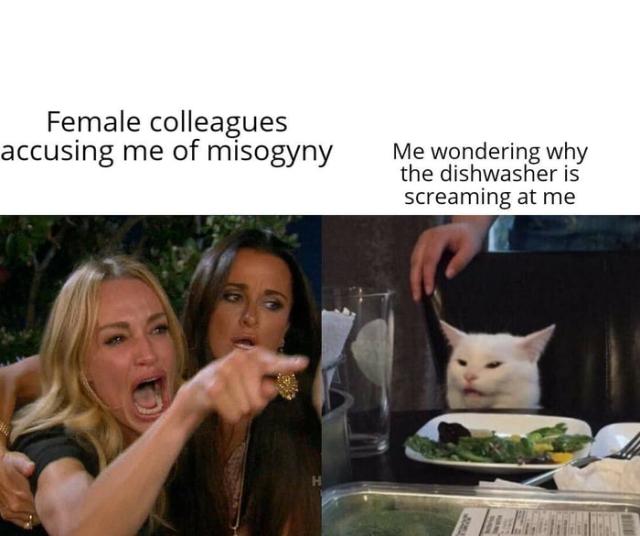 Female colleagues
accusing me of misogyny
Me wondering why
the dishwasher is
screaming at me
H